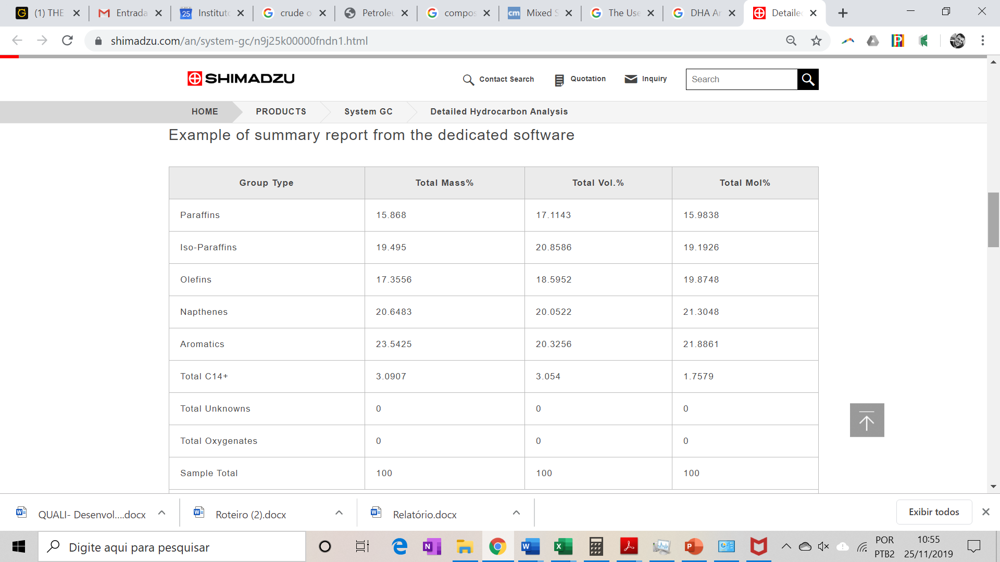 (1) THE
Entrada
25 Institut
crude o
Petroleu
compos
cm Mixed S
The Use
DHA Ar
Detailed
shimadzu.com/an/system-gc/n9j25k00000fndn1.html
SHIMADZU
Contact Search
Quotation
Inquiry
Search
HOME
PRODUCTS
System GC
Detailed Hydrocarbon Analysis
Example of summary report from the dedicated software
Group Type Total Mass% Total Vol.% Total Mol%
Paraffins 15.868 17.1143 15.9838
Iso-Paraffins 19.495 20.8586 19.1926
Olefins 17.3556 18.5952 19.8748
Napthenes 20.6483 20.0522 21.3048
Aromatics 23.5425 20.3256 21.8861
Total C14+ 3.0907 3.054 1.7579
Total Unknowns 0 0 0
Total Oxygenates 0 0 0
Sample Total 100 100 100
QUALI- Desenvol....docx
Roteiro (2).docx
Relatório.docx
Exibir todos
Digite aqui para pesquisar
POR
PTB2
10:55
25/11/2019